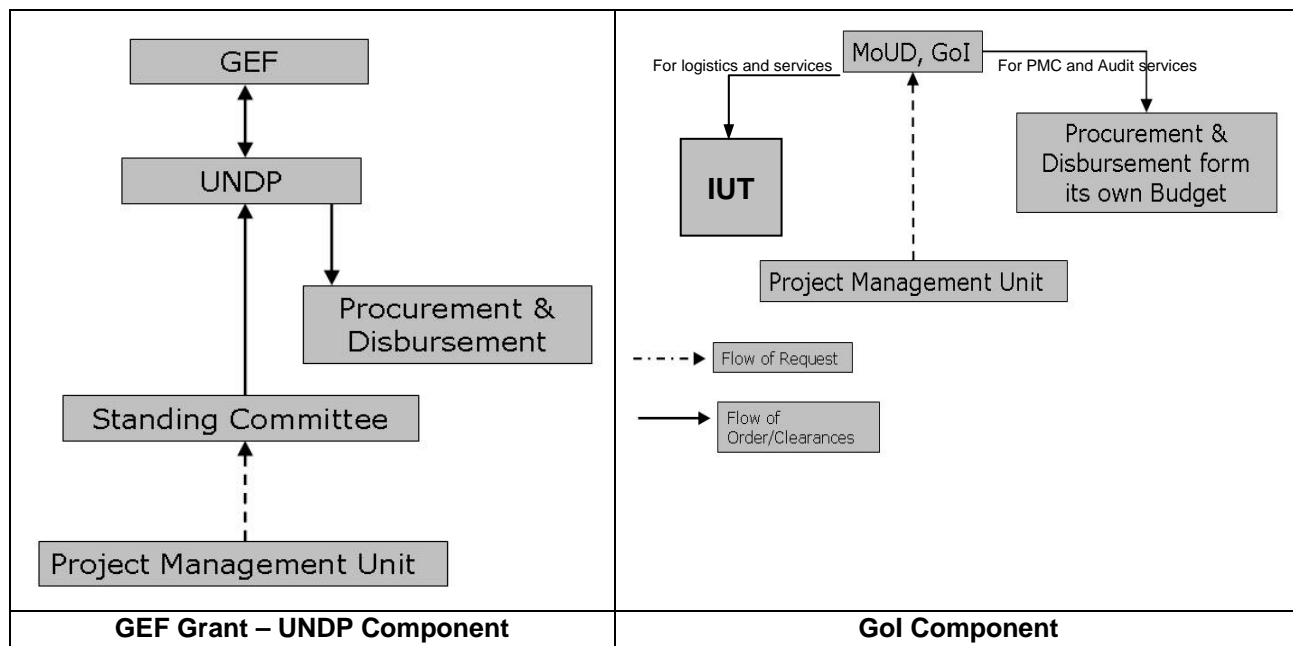 GEF
UNDP
Procurement &
Disbursement
Standing Committee
Project Management Unit
GEF Grant – UNDP Component
MoUD, GoI
For logistics and services
For PMC and Audit services
IUT
Procurement &
Disbursement form
its own Budget
Project Management Unit
Flow of Request
Flow of
Order/Clearances
GoI Component